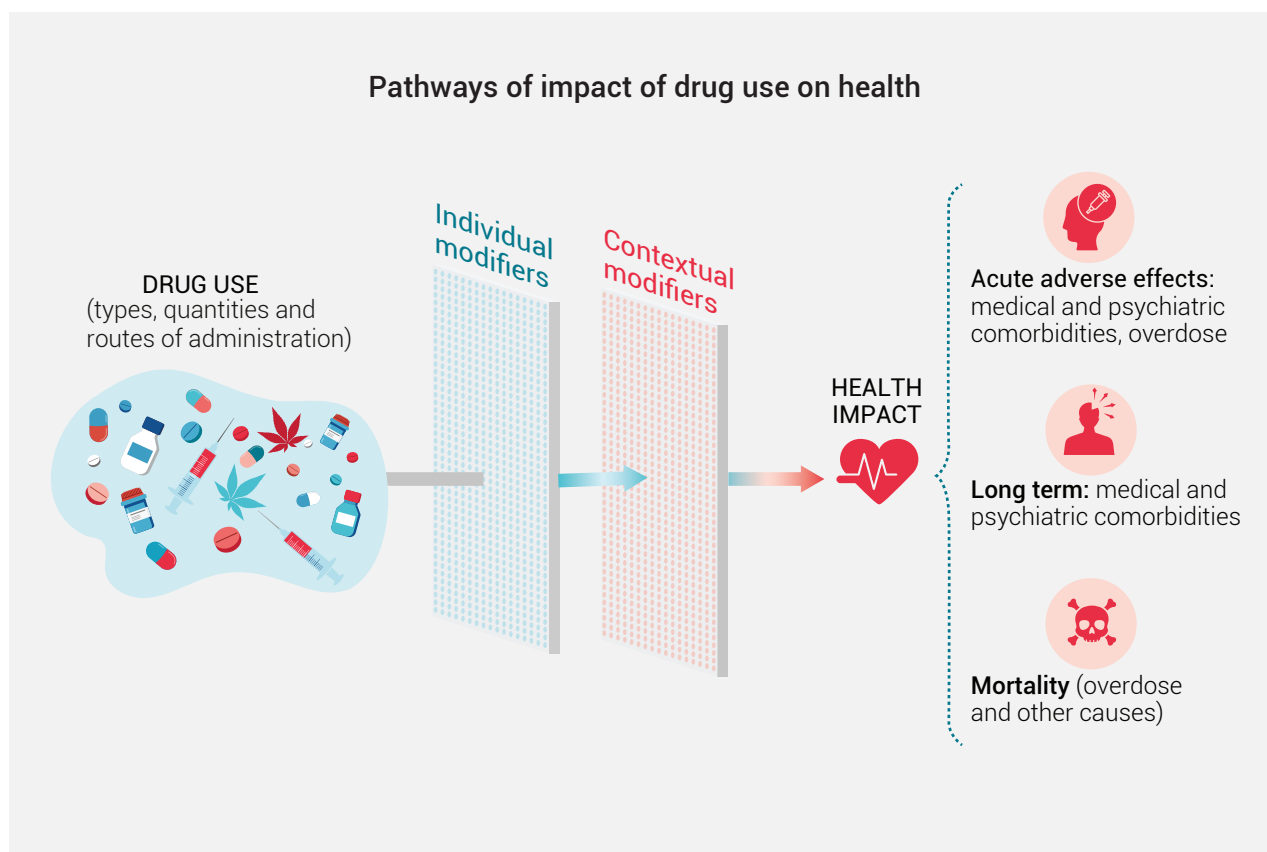 Pathways of impact of drug use on health
DRUG USE
(types, quantities and
routes of administration)
Individual
modifiers
Contextual
modifiers
HEALTH
IMPACT
Acute adverse effects:
medical and psychiatric
comorbidities, overdose
Long term: medical and
psychiatric comorbidities
Mortality (overdose
and other causes)